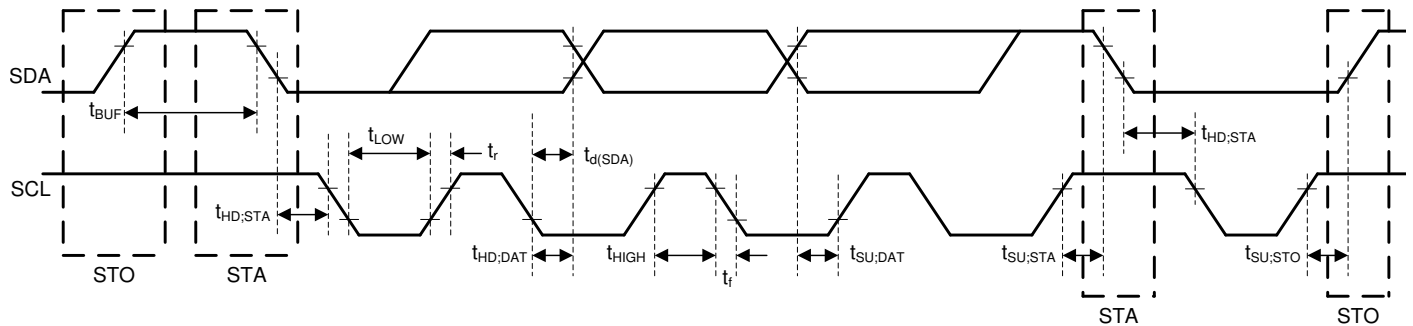 SDA
t_BUF
t_LOW
t_r
t_d(SDA)
t_HD;STA
SCL
t_HD;STA
t_HD;DAT
t_HIGH
t_f
t_SU;DAT
t_SU;STA
t_SU;STO
STO
STA
STA
STO